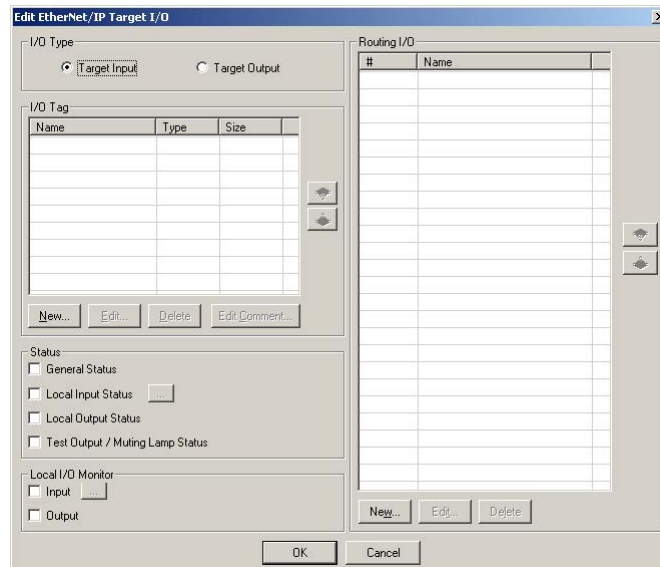 Edit EtherNet/IP Target I/O
I/O Type
Target Input
Target Output
I/O Tag
Name Type Size
New... Edit... Delete Edit Comment...
Status
General Status
Local Input Status ...
Local Output Status
Test Output / Muting Lamp Status
Local I/O Monitor
Input ...
Output
Routing I/O
# Name
New... Edit... Delete
OK Cancel